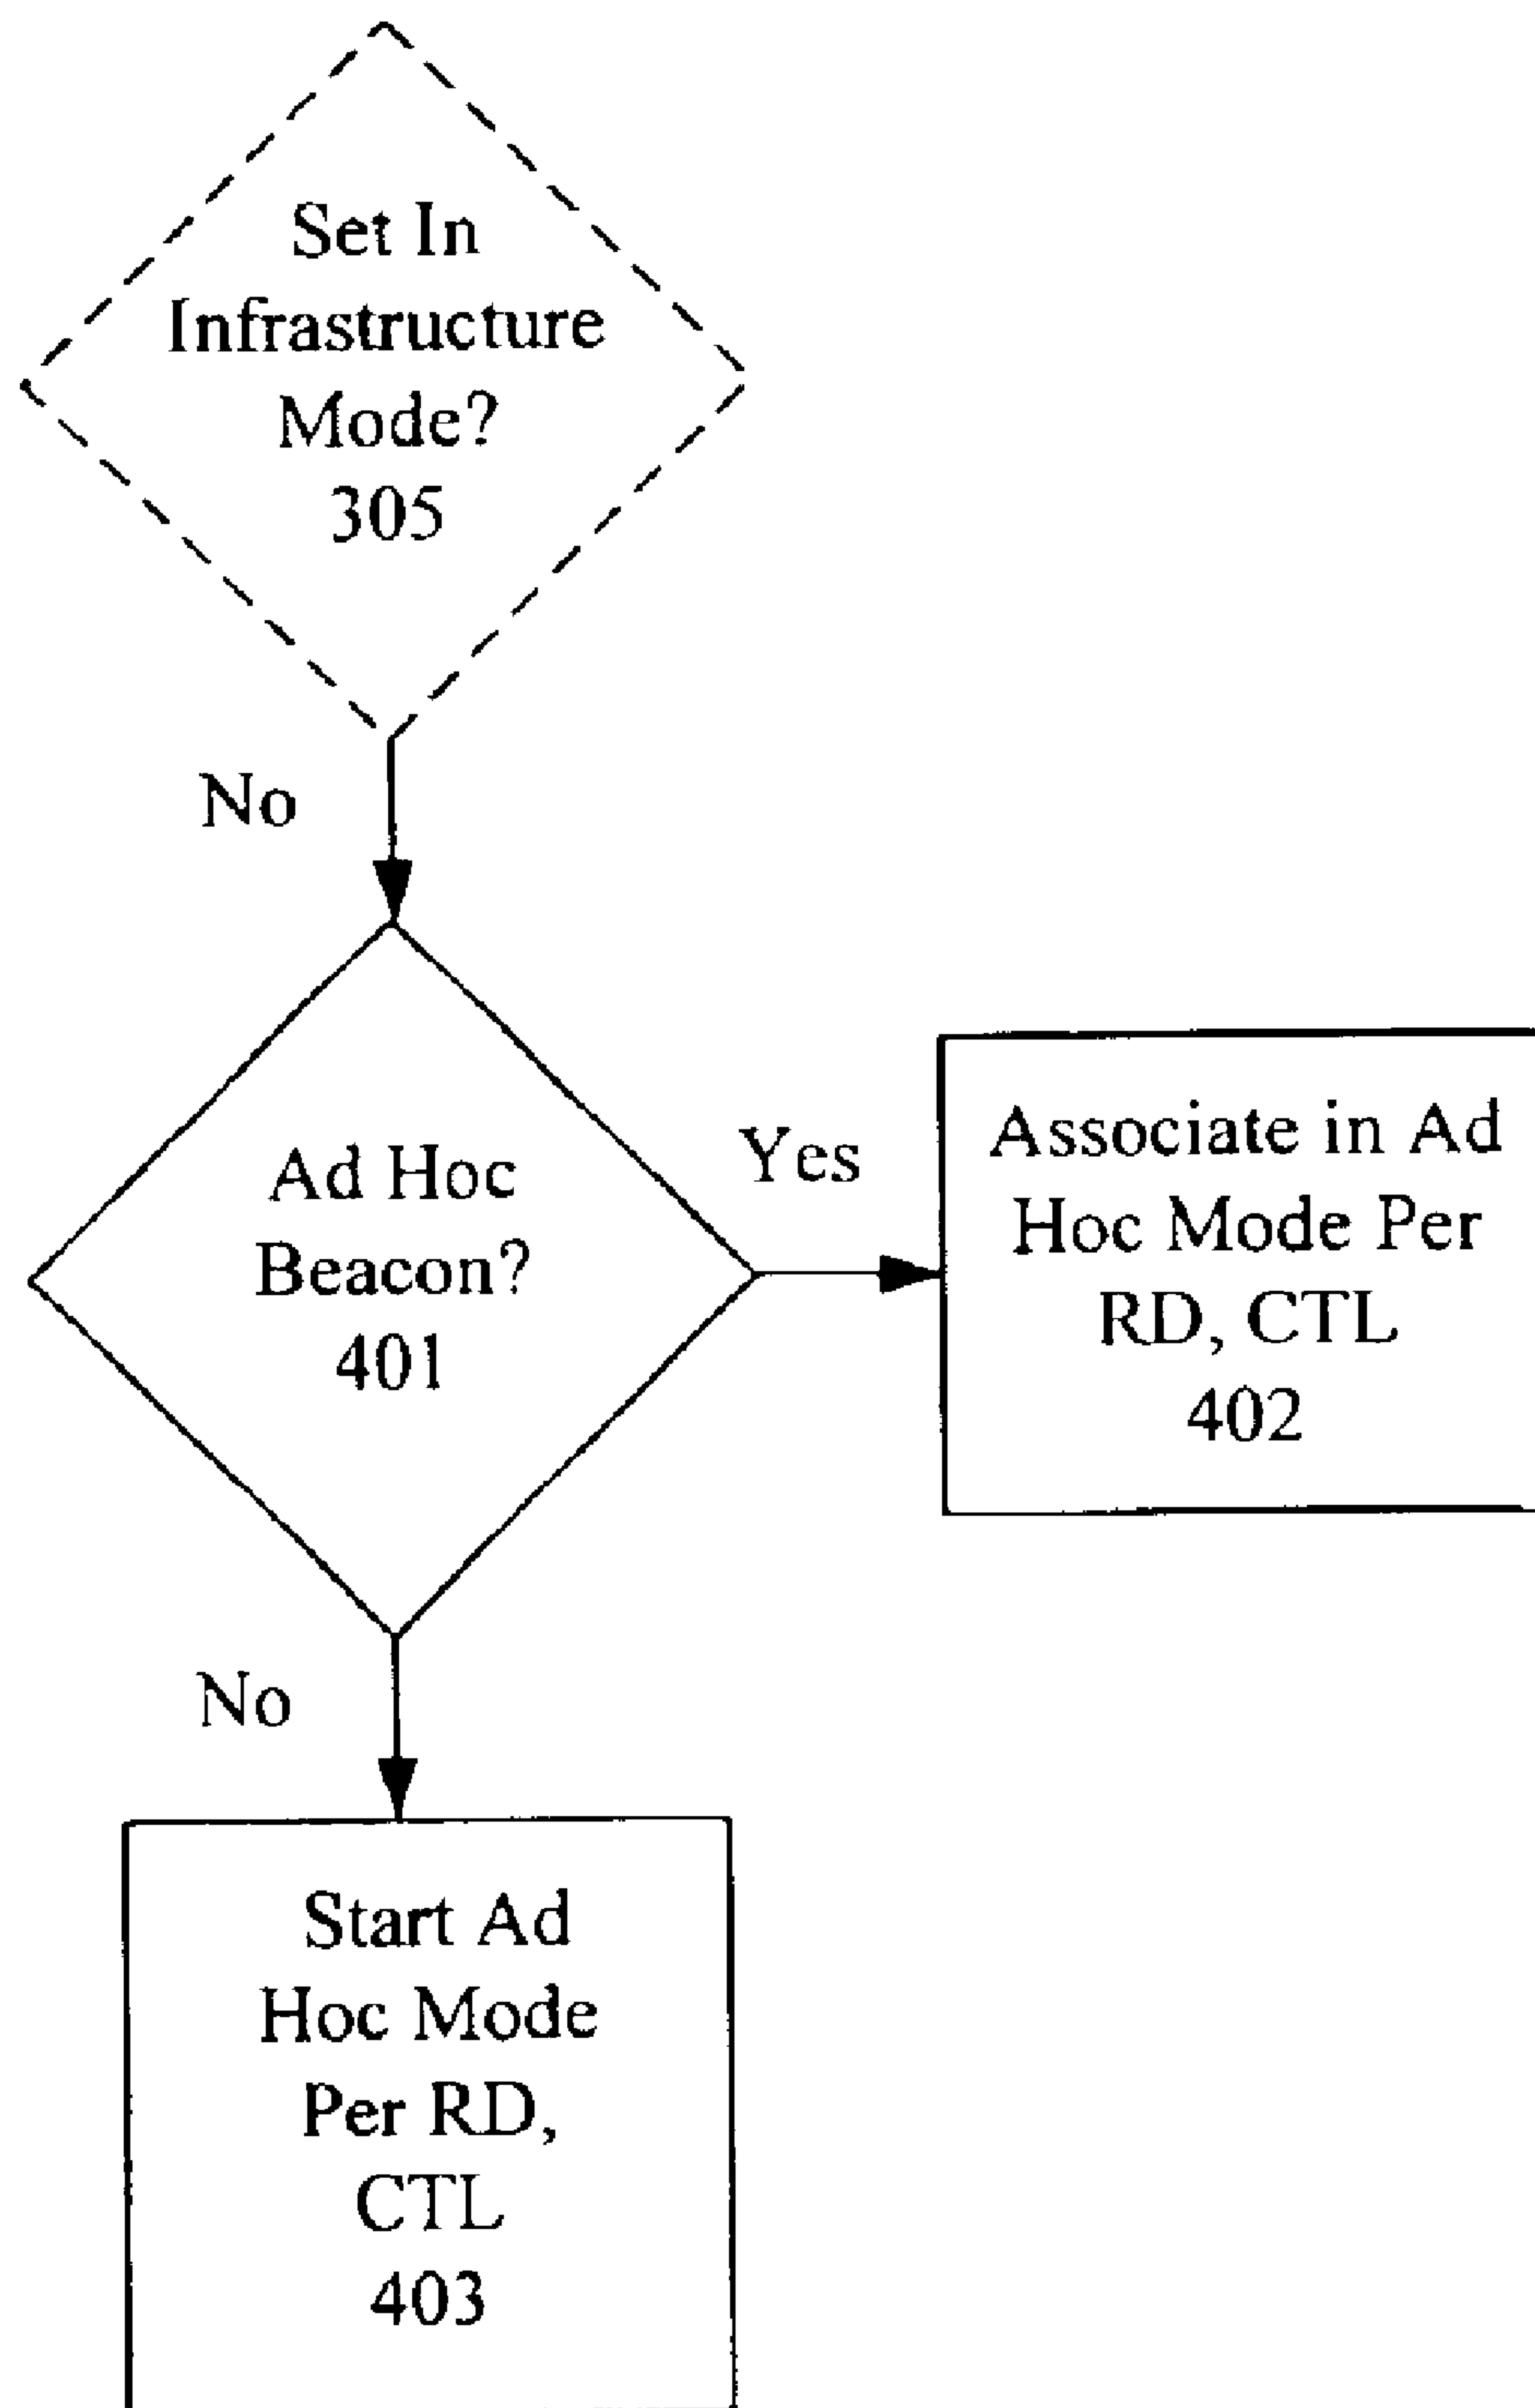 Set In
Infrastructure
Mode?
305
No
Ad Hoc
Beacon?
401
Yes
Associate in Ad
Hoc Mode Per
RD, CTL
402
No
Start Ad
Hoc Mode
Per RD,
CTL
403